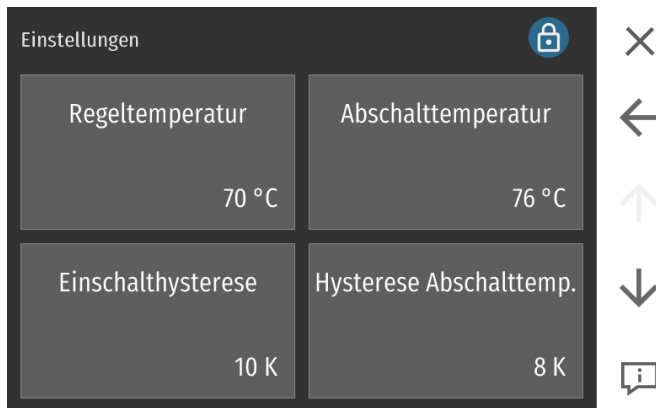 Einstellungen
Regeltemperatur
70 °C
Abschalttemperatur
76 °C
Einschalthysterese
10 K
Hysterese Abschalttemp.
8 K